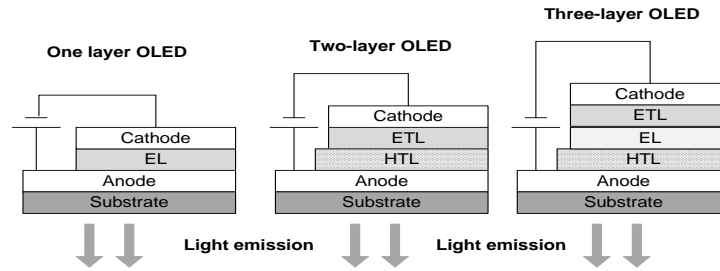 One layer OLED
Cathode
EL
Anode
Substrate
Two-layer OLED
Cathode
ETL
HTL
Anode
Substrate
Three-layer OLED
Cathode
ETL
EL
HTL
Anode
Substrate
Light emission
Light emission